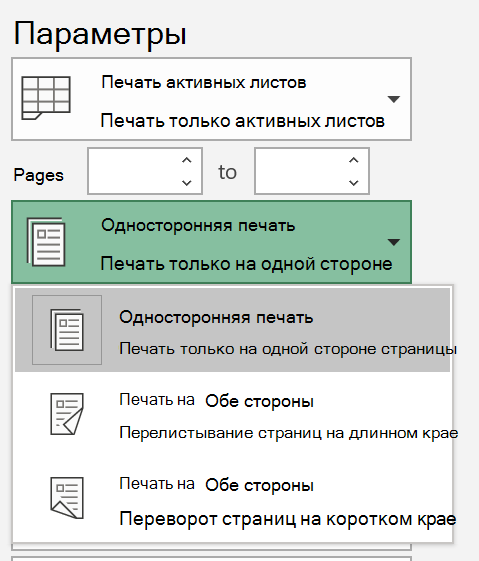 Параметры
Печать активных листов
Печать только активных листов
Pages to
Односторонняя печать
Печать только на одной стороне
Односторонняя печать
Печать только на одной стороне страницы
Печать на Обе стороны
Перелистывание страниц на длинном крае
Печать на Обе стороны
Переворот страниц на коротком крае